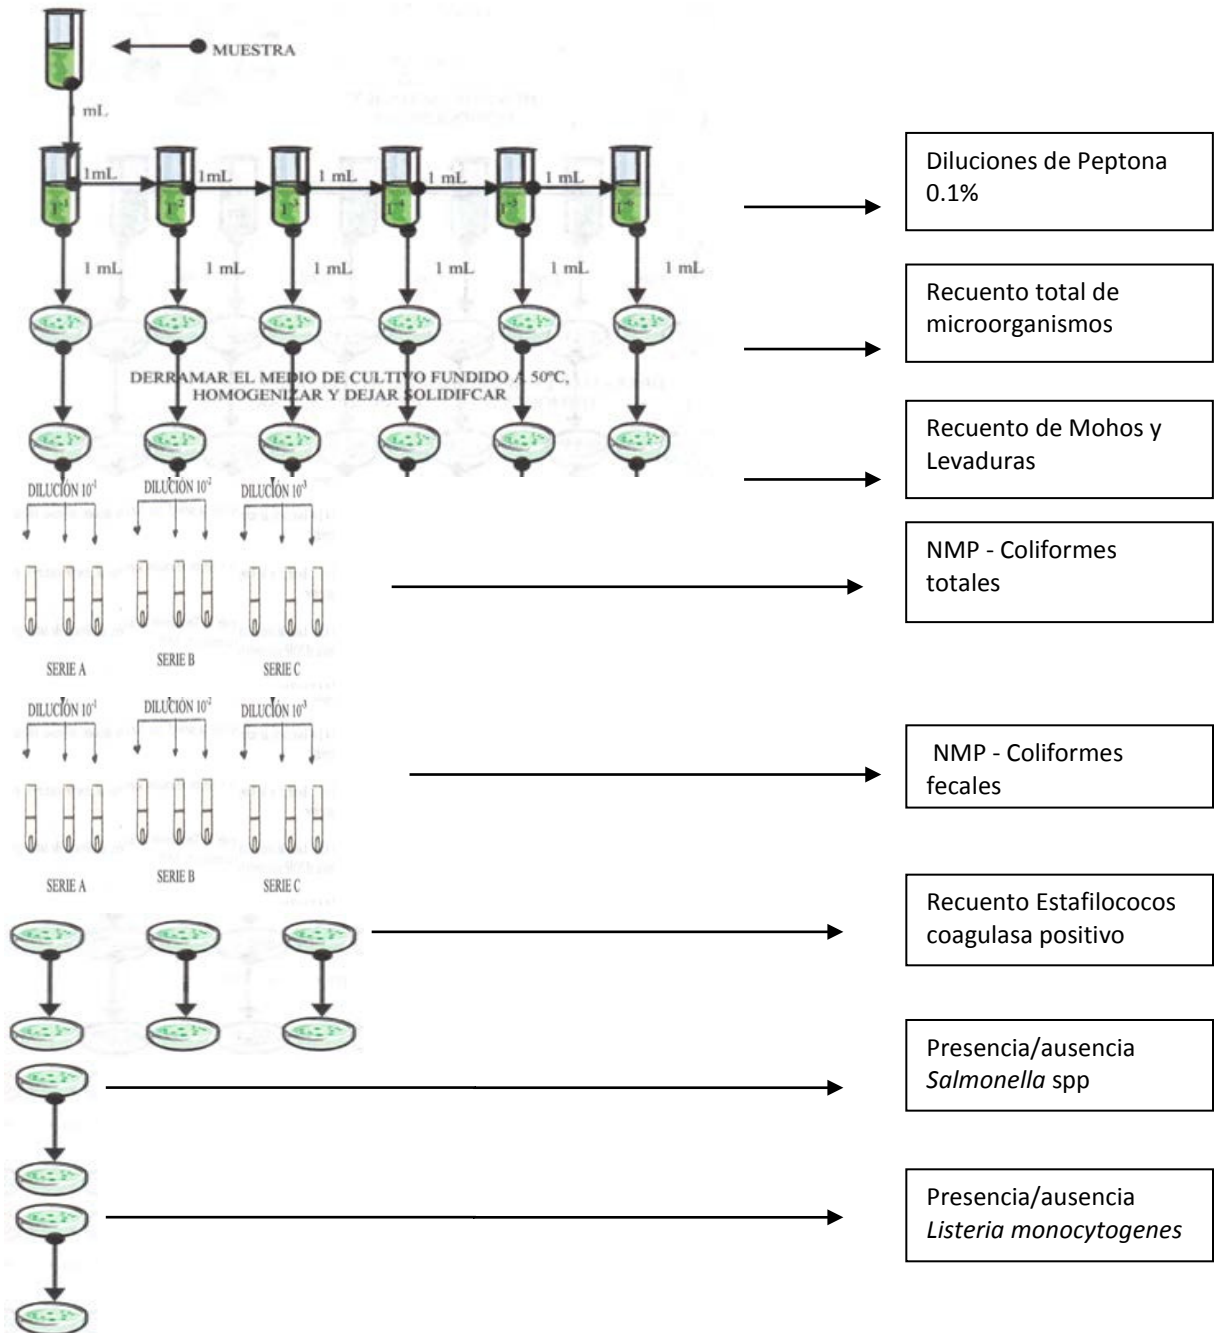 MUESTRA
1 mL
1mL 1mL 1 mL 1 mL 1 mL
Diluciones de Peptona
0.1%
1 mL 1 mL 1 mL 1 mL 1 mL 1 mL
Recuento total de
microorganismos
DERRAMAR EL MEDIO DE CULTIVO FUNDIDO A 50ºC,
HOMOGENIZAR Y DEJAR SOLIDIFCAR
Recuento de Mohos y
Levaduras
DILUCIÓN 10-1 DILUCIÓN 10-2 DILUCIÓN 10-3
NMP - Coliformes
totales
SERIE A SERIE B SERIE C
DILUCIÓN 10-1 DILUCIÓN 10-2 DILUCIÓN 10-3
NMP - Coliformes
fecales
SERIE A SERIE B SERIE C
Recuento Estafilococos
coagulasa positivo
Presencia/ausencia
Salmonella spp
Presencia/ausencia
Listeria monocytogenes